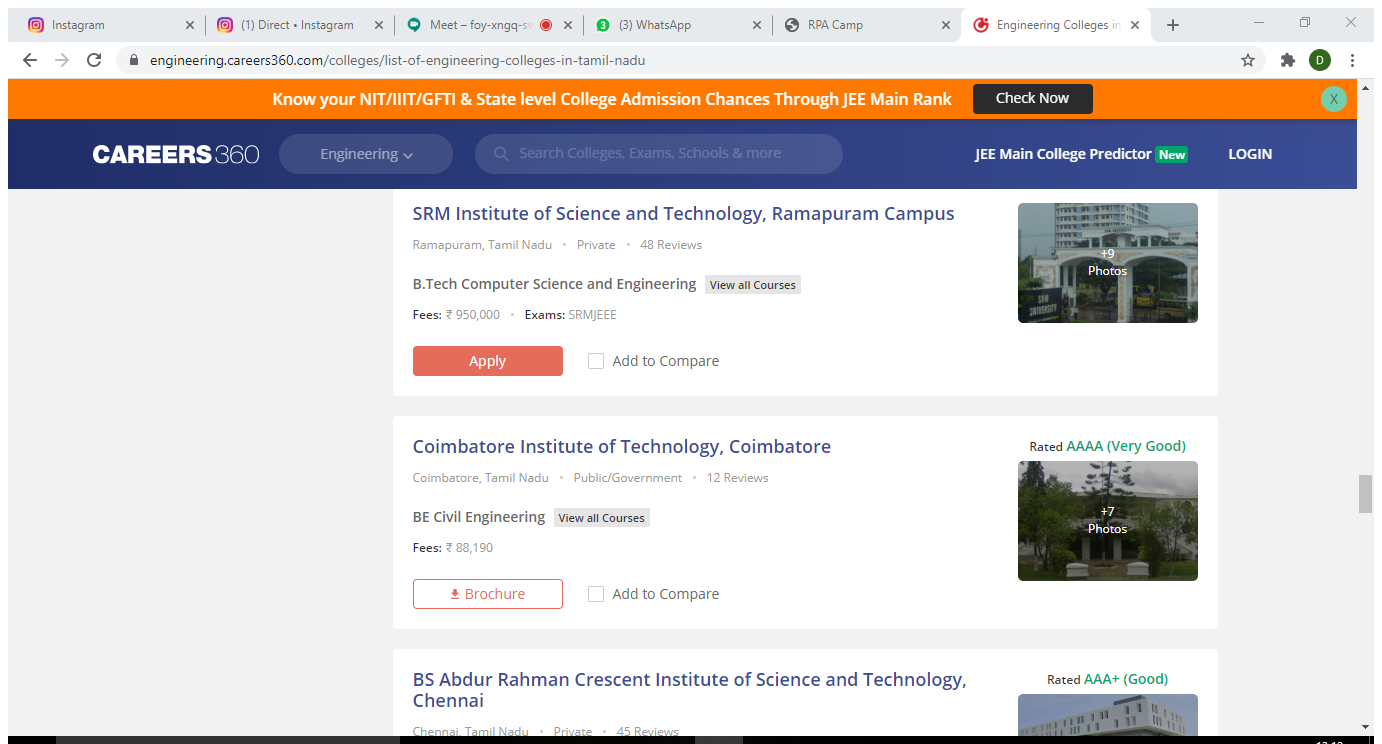 Instagram
(1) Direct • Instagram
Meet – foy-xngq-sv
3
(3) WhatsApp
RPA Camp
Engineering Colleges in
engineering.careers360.com/colleges/list-of-engineering-colleges-in-tamil-nadu
D
Know your NIT/IIIT/GFTI & State level College Admission Chances Through JEE Main Rank
Check Now
X
CAREERS360
Engineering
Search Colleges, Exams, Schools & more
JEE Main College Predictor New
LOGIN
SRM Institute of Science and Technology, Ramapuram Campus
Ramapuram, Tamil Nadu • Private • 48 Reviews
B.Tech Computer Science and Engineering View all Courses
Fees: ₹ 950,000 • Exams: SRMJEEE
Apply
Add to Compare
+9
Photos
SRM
UNIVERSITY
Coimbatore Institute of Technology, Coimbatore
Rated AAAA (Very Good)
Coimbatore, Tamil Nadu • Public/Government • 12 Reviews
BE Civil Engineering View all Courses
Fees: ₹ 88,190
Brochure
Add to Compare
+7
Photos
BS Abdur Rahman Crescent Institute of Science and Technology,
Chennai
Rated AAA+ (Good)
Chennai, Tamil Nadu • Private • 45 Reviews